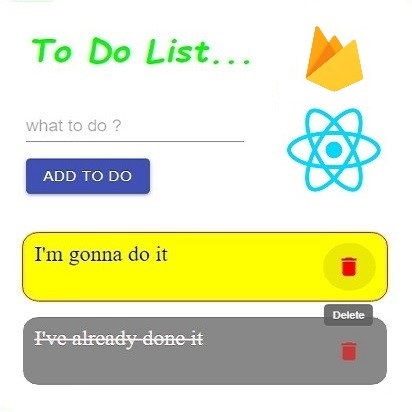 To Do List...
what to do ?
ADD TO DO
I'm gonna do it
Delete
I've already done it